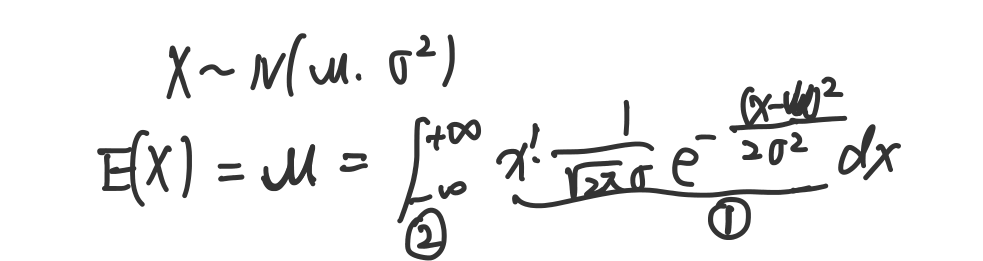 X ~ N(μ. σ²)
E(X) = μ = ∫₋∞^+∞ x · 1/(√2π σ) e^-(x-μ)²/2σ² dx
② ①